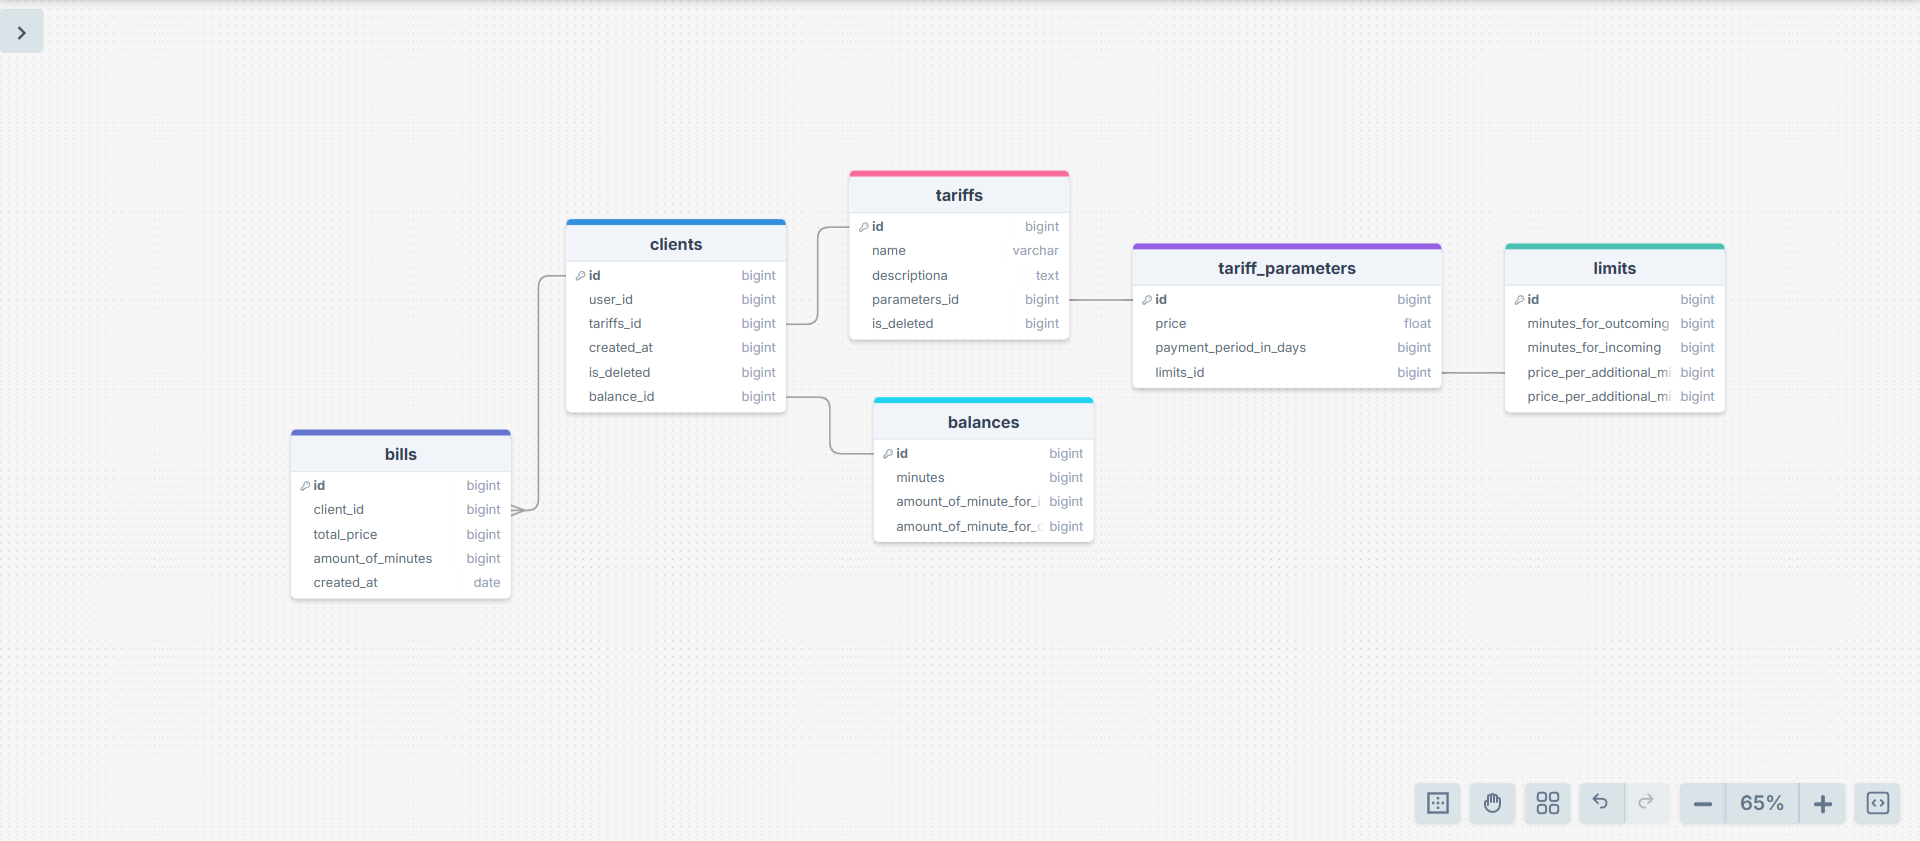 tariffs
id bigint
name varchar
descriptiona text
parameters_id bigint
is_deleted bigint
clients
id bigint
user_id bigint
tariffs_id bigint
created_at bigint
is_deleted bigint
balance_id bigint
tariff_parameters
id bigint
price float
payment_period_in_days bigint
limits_id bigint
limits
id bigint
minutes_for_outcoming bigint
minutes_for_incoming bigint
price_per_additional_mi bigint
price_per_additional_mi bigint
balances
id bigint
minutes bigint
amount_of_minute_for_i bigint
amount_of_minute_for_o bigint
bills
id bigint
client_id bigint
total_price bigint
amount_of_minutes bigint
created_at date
65%